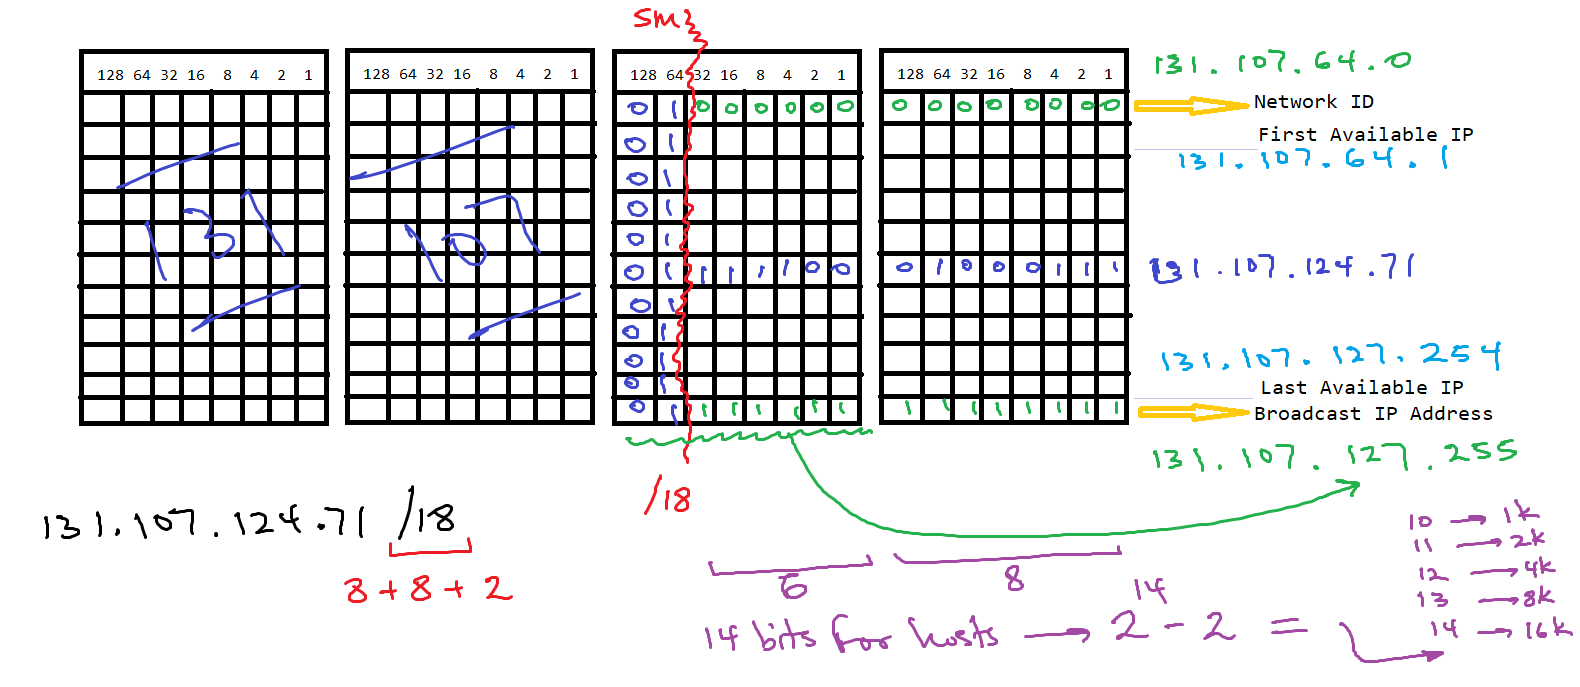 SM
128 64 32 16 8 4 2 1
128 64 32 16 8 4 2 1
128 64 32 16 8 4 2 1
128 64 32 16 8 4 2 1
131.107.64.0
0 1 0 0 0 0 0 0
0 0 0 0 0 0 0 0
Network ID
0 1
First Available IP
131.107.64.1
0 1
0 1
0 1
131
107
0 1 1 1 1 1 0 0
0 1 0 0 0 1 1 1
131.107.124.71
0 1
0 1
0 1
131.107.127.254
0 1
Last Available IP
0 1 1 1 1 1 1 1
1 1 1 1 1 1 1 1
Broadcast IP Address
131.107.127.255
/18
131.107.124.71 /18
8 + 8 + 2
6
8
14 bits for hosts → 2^14 - 2 =
10 → 1k
11 → 2k
12 → 4k
13 → 8k
14 → 16k